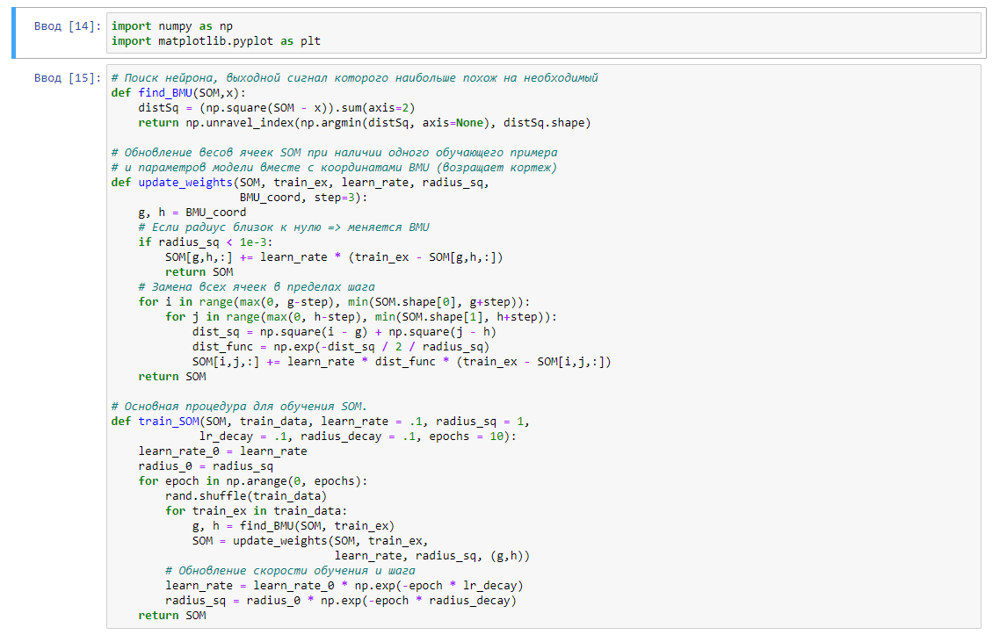 Ввод [14]: import numpy as np
import matplotlib.pyplot as plt
Ввод [15]: # Поиск нейрона, выходной сигнал которого наибольше похож на необходимый
def find_BMU(SOM,x):
    distSq = (np.square(SOM - x)).sum(axis=2)
    return np.unravel_index(np.argmin(distSq, axis=None), distSq.shape)

# Обновление весов ячеек SOM при наличии одного обучающего примера
# и параметров модели вместе с координатами BMU (возращает кортеж)
def update_weights(SOM, train_ex, learn_rate, radius_sq,
                   BMU_coord, step=3):
    g, h = BMU_coord
    # Если радиус близок к нулю => меняется BMU
    if radius_sq < 1e-3:
        SOM[g,h,:] += learn_rate * (train_ex - SOM[g,h,:])
        return SOM
    # Замена всех ячеек в пределах шага
    for i in range(max(0, g-step), min(SOM.shape[0], g+step)):
        for j in range(max(0, h-step), min(SOM.shape[1], h+step)):
            dist_sq = np.square(i - g) + np.square(j - h)
            dist_func = np.exp(-dist_sq / 2 / radius_sq)
            SOM[i,j,:] += learn_rate * dist_func * (train_ex - SOM[i,j,:])
    return SOM

# Основная процедура для обучения SOM.
def train_SOM(SOM, train_data, learn_rate = .1, radius_sq = 1,
             lr_decay = .1, radius_decay = .1, epochs = 10):
    learn_rate_0 = learn_rate
    radius_0 = radius_sq
    for epoch in np.arange(0, epochs):
        rand.shuffle(train_data)
        for train_ex in train_data:
            g, h = find_BMU(SOM, train_ex)
            SOM = update_weights(SOM, train_ex,
                                 learn_rate, radius_sq, (g,h))
        # Обновление скорости обучения и шага
        learn_rate = learn_rate_0 * np.exp(-epoch * lr_decay)
        radius_sq = radius_0 * np.exp(-epoch * radius_decay)
    return SOM